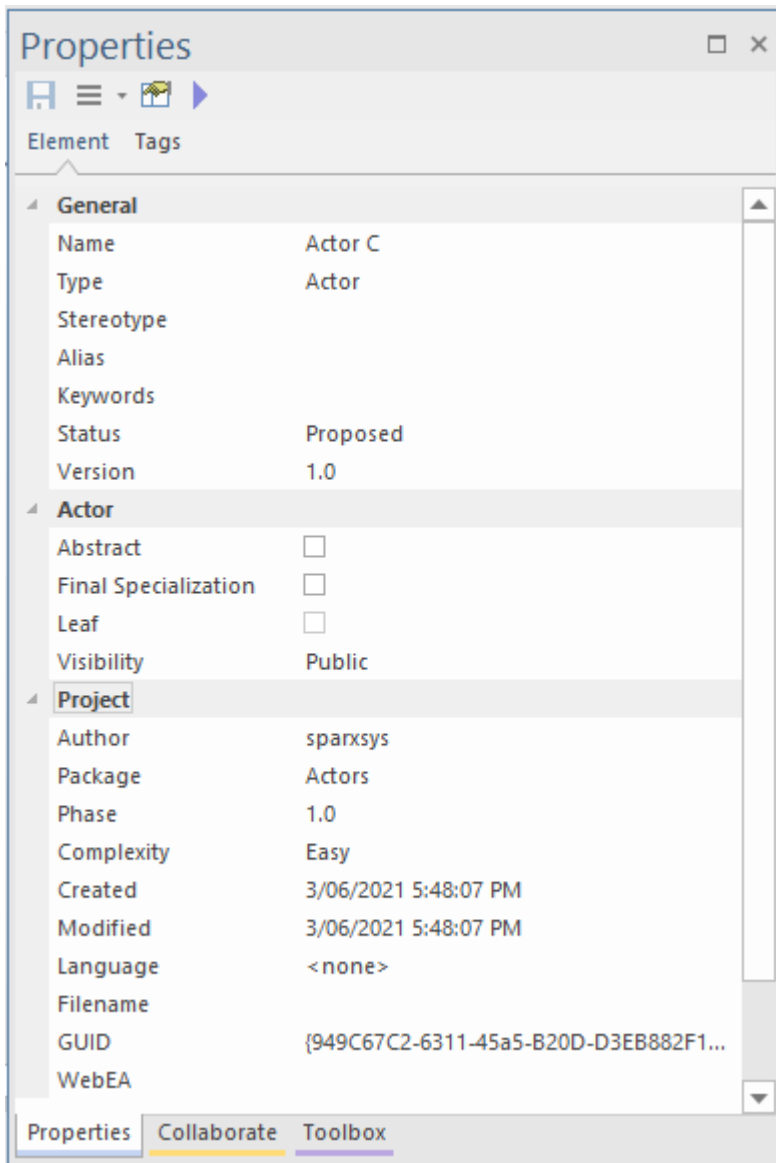 Properties
Element Tags
General
Name Actor C
Type Actor
Stereotype
Alias
Keywords
Status Proposed
Version 1.0
Actor
Abstract
Final Specialization
Leaf
Visibility Public
Project
Author sparxsys
Package Actors
Phase 1.0
Complexity Easy
Created 3/06/2021 5:48:07 PM
Modified 3/06/2021 5:48:07 PM
Language <none>
Filename
GUID {949C67C2-6311-45a5-B20D-D3EB882F1...
WebEA
Properties Collaborate Toolbox